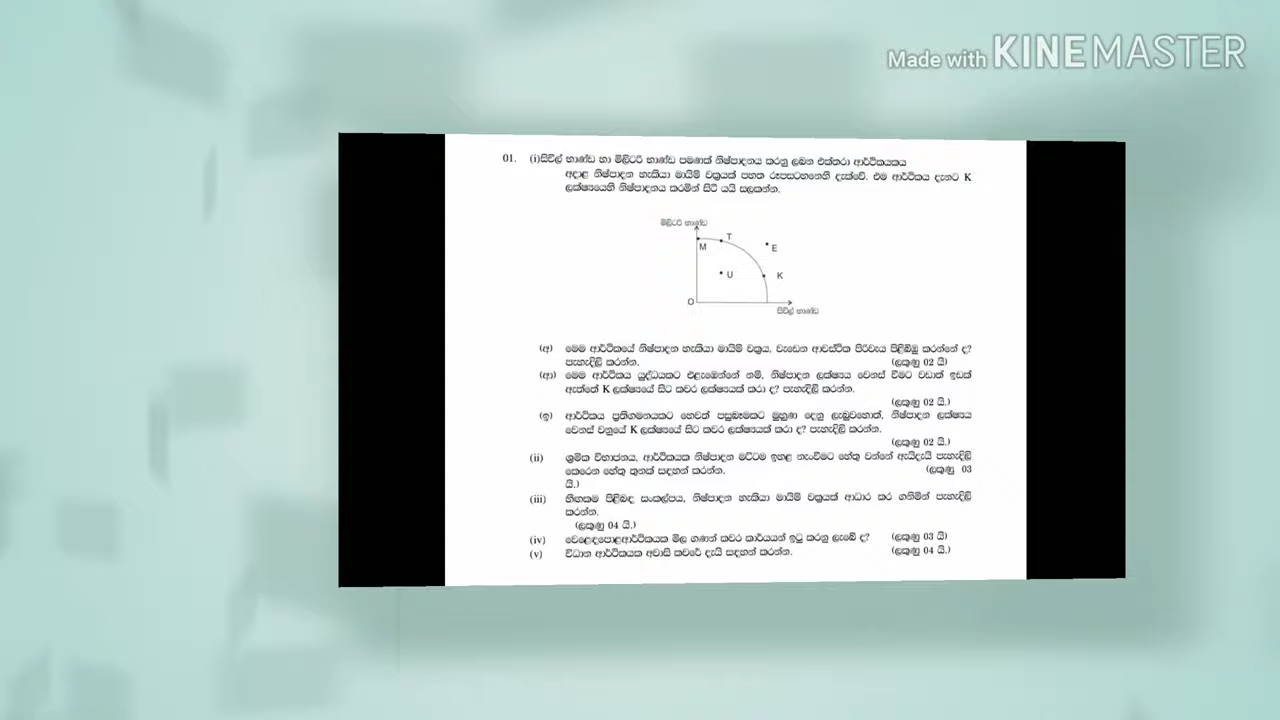 Made with KINEMASTER
01. (i)සිවිල් භාණ්ඩ හා මිලිටරි භාණ්ඩ පමණක් නිෂ්පාදනය කරනු ලබන එක්තරා ආර්ථිකයකය
අදාළ නිෂ්පාදන හැකියා මායිම් වක්‍රයක් පහත රූපසටහනෙහි දැක්වේ. එම ආර්ථිකය දැනට K
ලක්ෂ්‍යයෙහි නිෂ්පාදනය කරමින් සිටී යයි සලකන්න.
මිලිටරි භාණ්ඩ
T
M
E
U
K
O
සිවිල් භාණ්ඩ
(අ) මෙම ආර්ථිකයේ නිෂ්පාදන හැකියා මායිම් වක්‍රය, වැඩෙන ආවස්ථික පිරිවැය පිළිබිඹු කරන්නේ ද?
පැහැදිලි කරන්න. (ලකුණු 02 යි)
(ආ) මෙම ආර්ථිකය යුද්ධයකට එළැඹෙන්නේ නම්, නිෂ්පාදන ලක්ෂ්‍යය වෙනස් වීමට වඩාත් ඉඩක්
ඇත්තේ K ලක්ෂ්‍යයේ සිට කවර ලක්ෂ්‍යයක් කරා ද? පැහැදිලි කරන්න.
(ලකුණු 02 යි.)
(ඉ) ආර්ථිකය ප්‍රතිගමනයකට හෙවත් පසුබෑමකට මුහුණ දෙනු ලැබුවහොත්, නිෂ්පාදන ලක්ෂ්‍යය
වෙනස් වනුයේ K ලක්ෂ්‍යයේ සිට කවර ලක්ෂ්‍යයක් කරා ද? පැහැදිලි කරන්න.
(ලකුණු 02 යි.)
(ii) ශ්‍රමික විභාජනය, ආර්ථිකයක නිෂ්පාදන මට්ටම ඉහළ නැංවීමට හේතු වන්නේ ඇයිදැයි පැහැදිලි
කෙරෙන හේතු තුනක් සඳහන් කරන්න. (ලකුණු 03
යි.)
(iii) හිඟකම පිළිබඳ සංකල්පය, නිෂ්පාදන හැකියා මායිම් වක්‍රයක් ආධාර කර ගනිමින් පැහැදිලි
කරන්න.
(ලකුණු 04 යි.)
(iv) වෙළෙඳපොළආර්ථිකයක මිල ගණන් කවර කාර්යයන් ඉටු කරනු ලැබේ ද? (ලකුණු 03 යි)
(v) විධාන ආර්ථිකයක අවාසි කවරේ දැයි සඳහන් කරන්න. (ලකුණු 04 යි.)